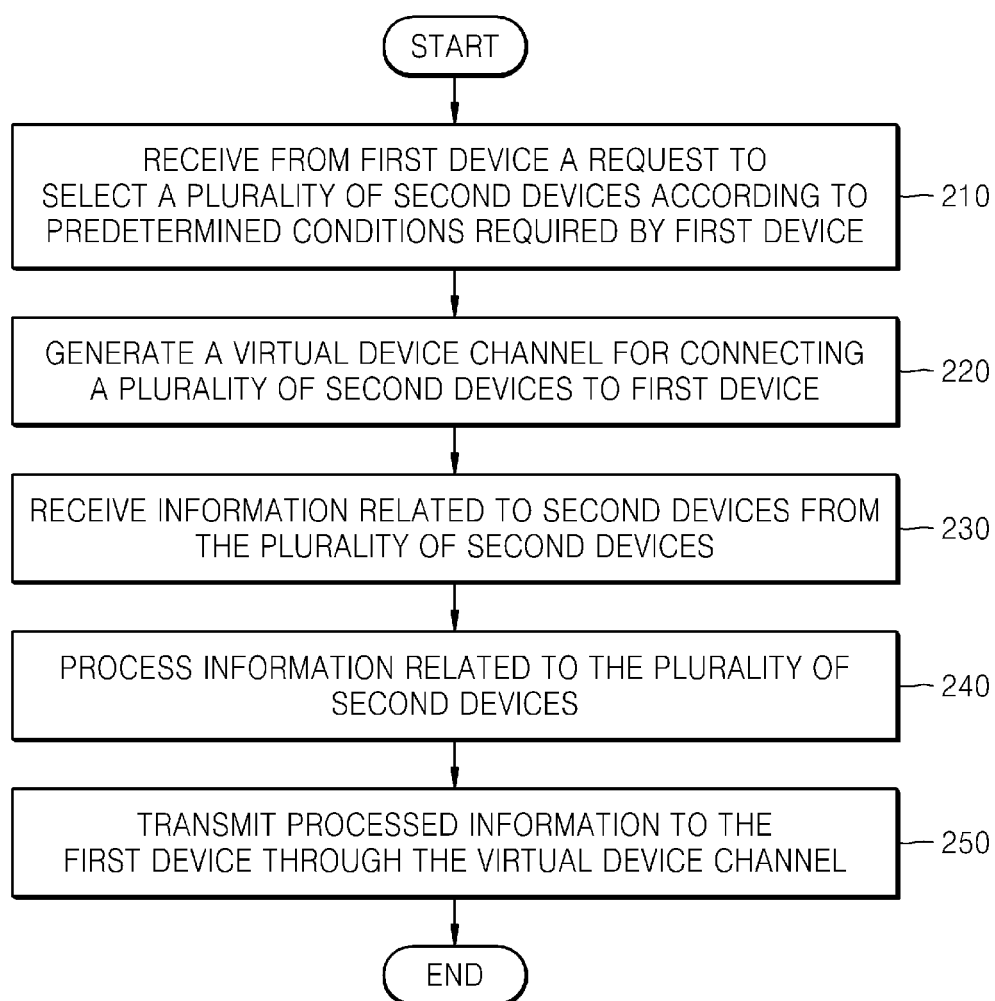 START
RECEIVE FROM FIRST DEVICE A REQUEST TO
SELECT A PLURALITY OF SECOND DEVICES ACCORDING TO
PREDETERMINED CONDITIONS REQUIRED BY FIRST DEVICE
210
GENERATE A VIRTUAL DEVICE CHANNEL FOR CONNECTING
A PLURALITY OF SECOND DEVICES TO FIRST DEVICE
220
RECEIVE INFORMATION RELATED TO SECOND DEVICES FROM
THE PLURALITY OF SECOND DEVICES
230
PROCESS INFORMATION RELATED TO THE PLURALITY OF
SECOND DEVICES
240
TRANSMIT PROCESSED INFORMATION TO THE
FIRST DEVICE THROUGH THE VIRTUAL DEVICE CHANNEL
250
END